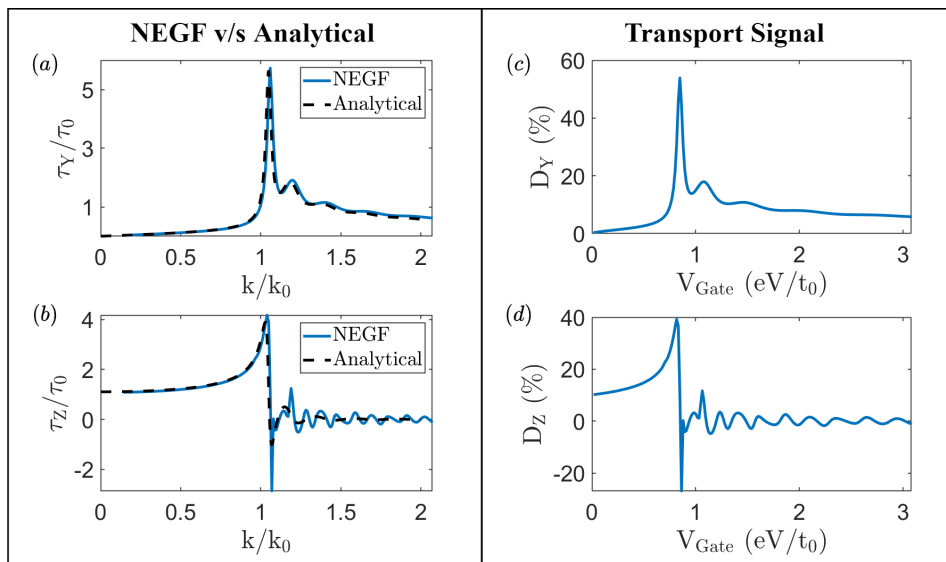 NEGF v/s Analytical
(a)
NEGF
Analytical
5
3
1
τY/τ0
0
0.5
1
1.5
2
k/k0
(b)
NEGF
Analytical
4
2
0
-2
τZ/τ0
0
0.5
1
1.5
2
k/k0
Transport Signal
(c)
60
40
20
0
DY (%)
0
1
2
3
VGate (eV/t0)
(d)
40
20
0
-20
DZ (%)
0
1
2
3
VGate (eV/t0)